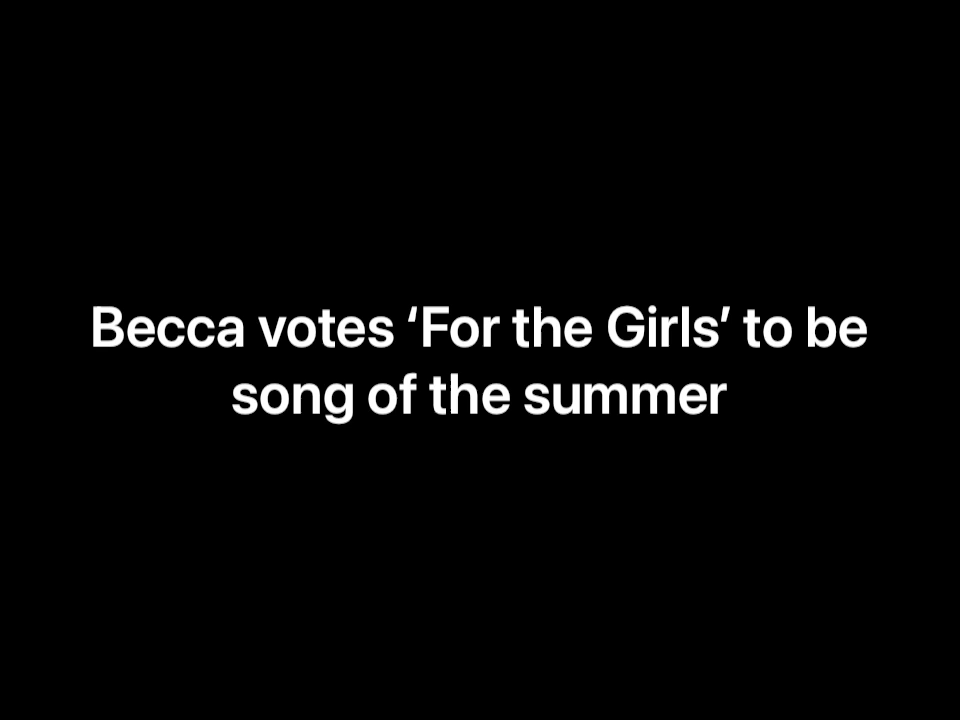 Becca votes ‘For the Girls’ to be
song of the summer